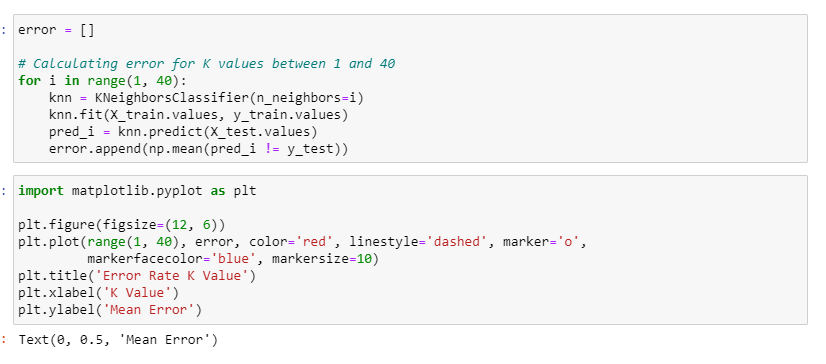 : error = []
# Calculating error for K values between 1 and 40
for i in range(1, 40):
    knn = KNeighborsClassifier(n_neighbors=i)
    knn.fit(X_train.values, y_train.values)
    pred_i = knn.predict(X_test.values)
    error.append(np.mean(pred_i != y_test))
: import matplotlib.pyplot as plt
plt.figure(figsize=(12, 6))
plt.plot(range(1, 40), error, color='red', linestyle='dashed', marker='o',
         markerfacecolor='blue', markersize=10)
plt.title('Error Rate K Value')
plt.xlabel('K Value')
plt.ylabel('Mean Error')
: Text(0, 0.5, 'Mean Error')